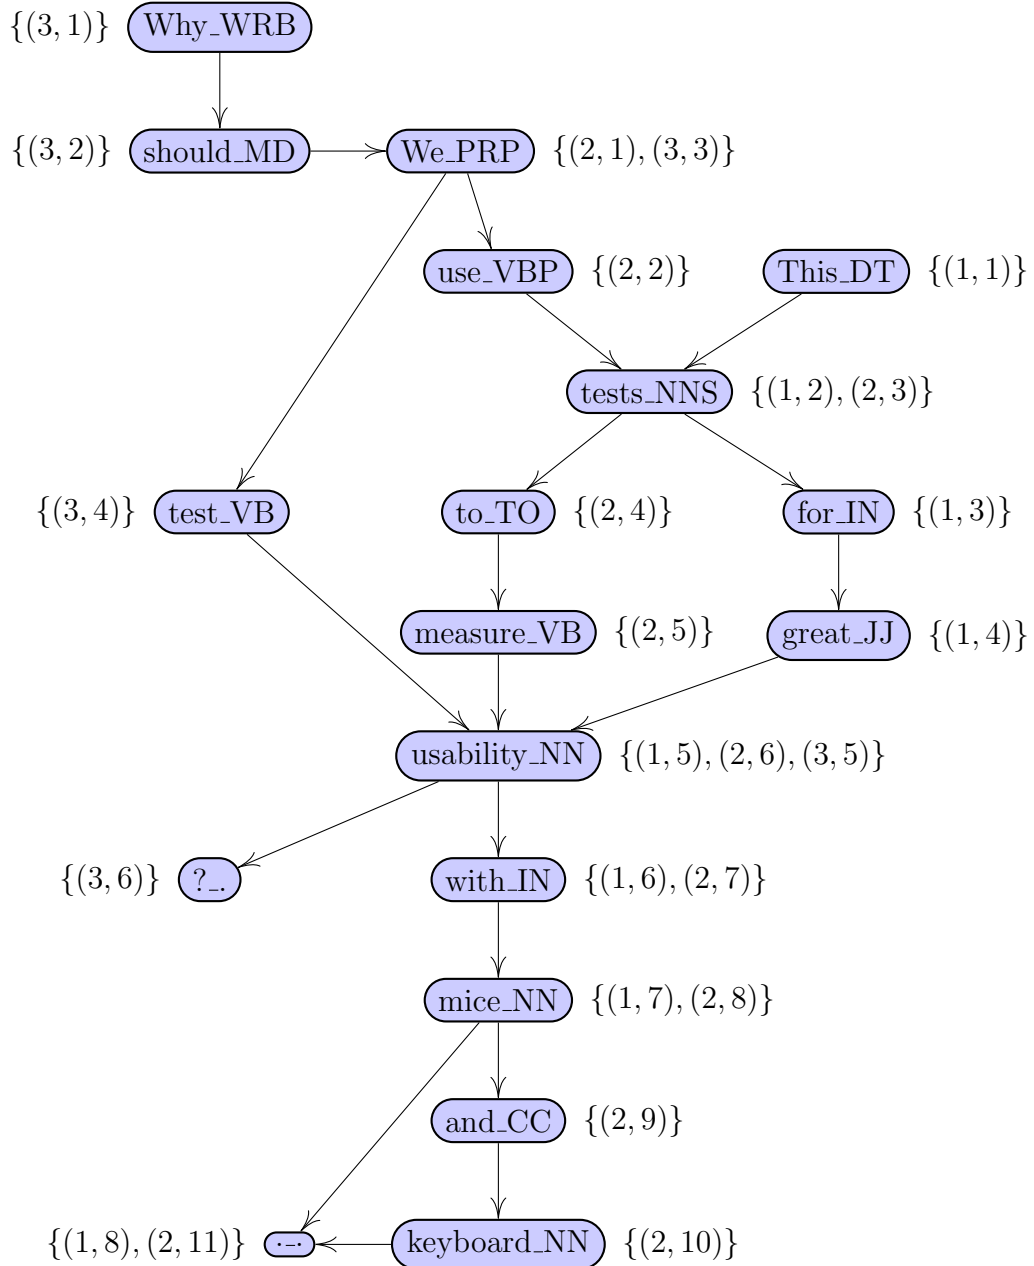 {(3, 1)} Why_WRB
{(3, 2)} should_MD We_PRP {(2, 1), (3, 3)}
use_VBP {(2, 2)} This_DT {(1, 1)}
tests_NNS {(1, 2), (2, 3)}
{(3, 4)} test_VB to_TO {(2, 4)} for_IN {(1, 3)}
measure_VB {(2, 5)} great_JJ {(1, 4)}
usability_NN {(1, 5), (2, 6), (3, 5)}
{(3, 6)} ?_. with_IN {(1, 6), (2, 7)}
mice_NN {(1, 7), (2, 8)}
and_CC {(2, 9)}
{(1, 8), (2, 11)} ._. keyboard_NN {(2, 10)}